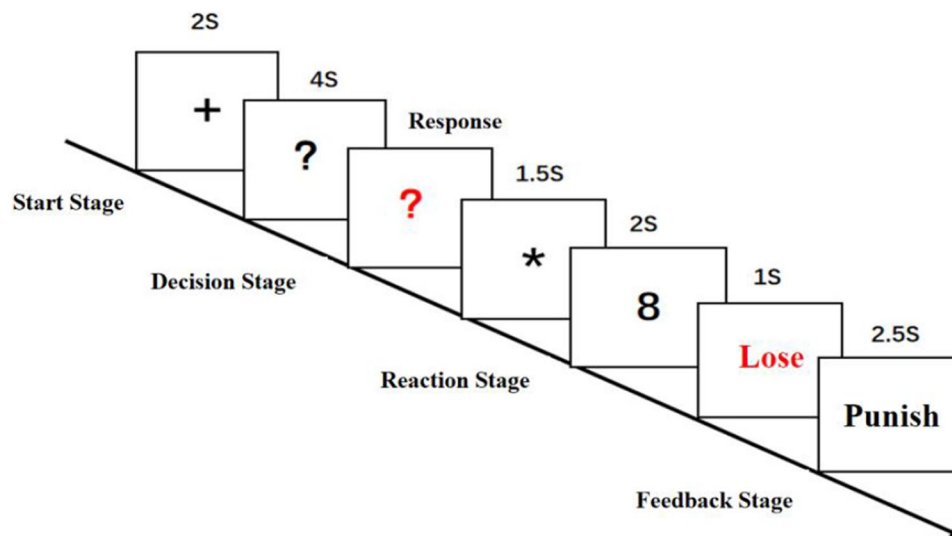 2S
+
4S
?
Response
?
1.5S
*
2S
8
1S
Lose
2.5S
Punish
Start Stage
Decision Stage
Reaction Stage
Feedback Stage